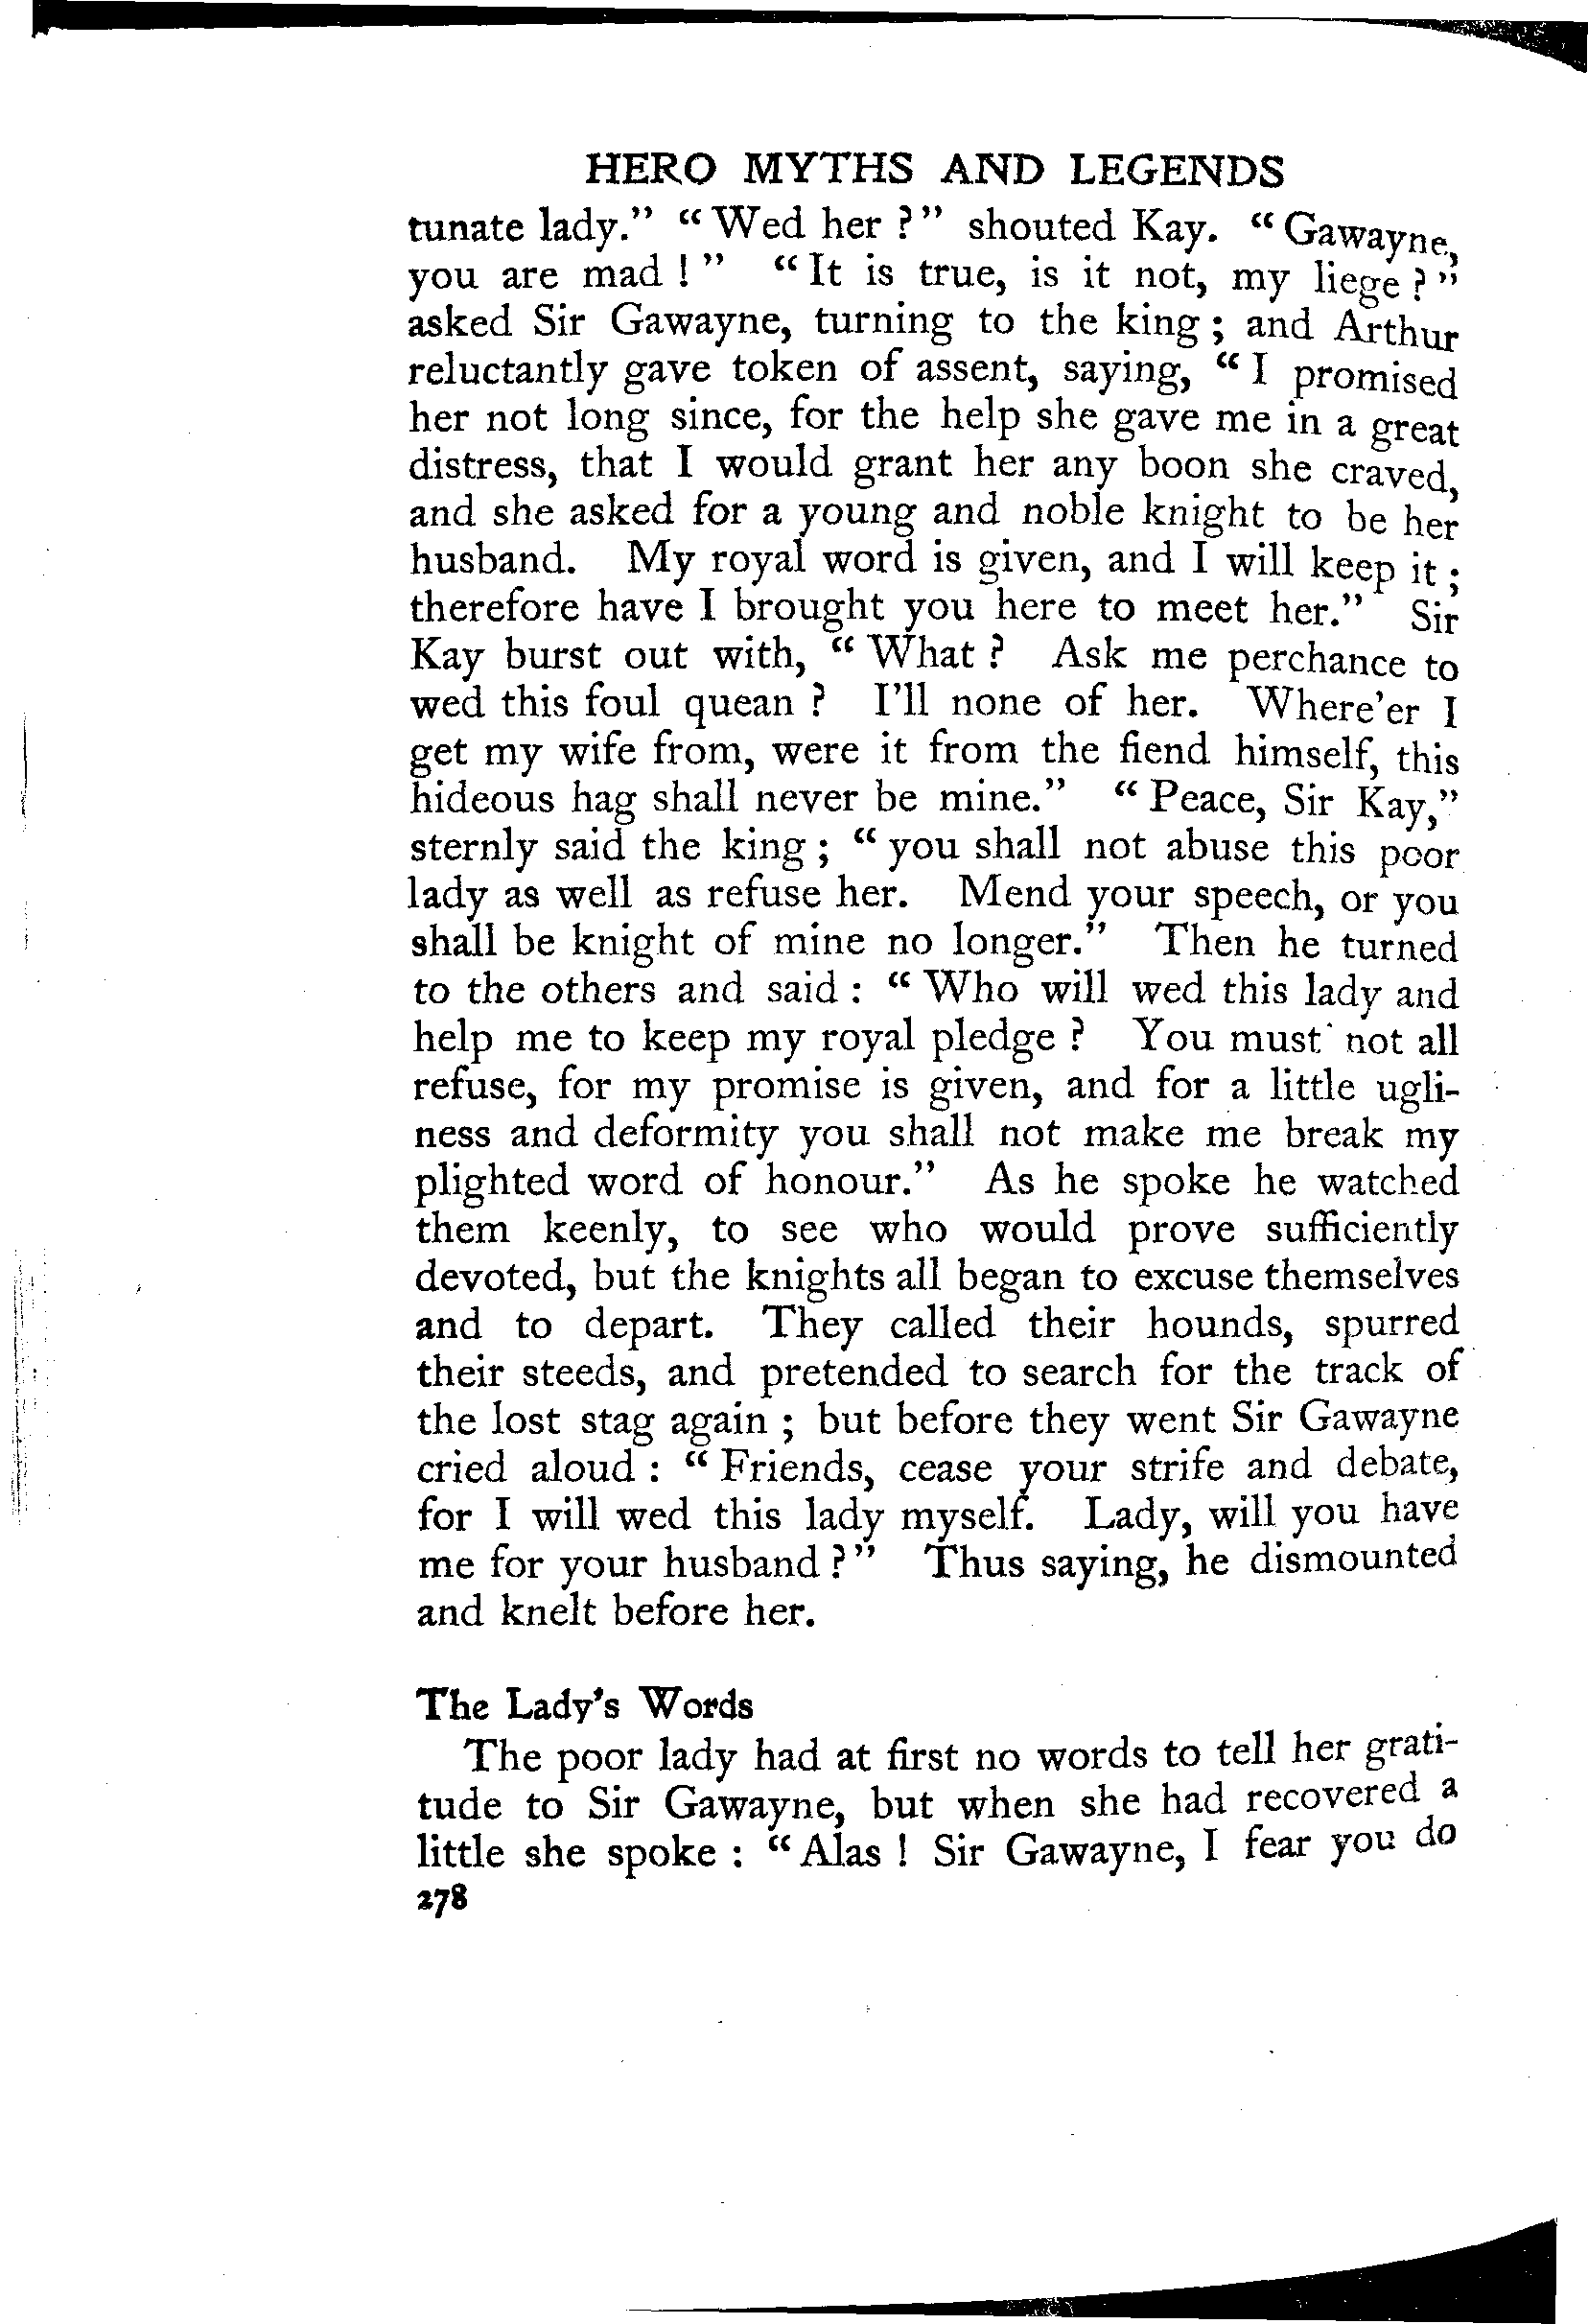 HERO MYTHS AND LEGENDS
tunate lady." "Wed her?" shouted Kay. "Gawayne,
you are mad!" "It is true, is it not, my liege?"
asked Sir Gawayne, turning to the king; and Arthur
reluctantly gave token of assent, saying, "I promised
her not long since, for the help she gave me in a great
distress, that I would grant her any boon she craved,
and she asked for a young and noble knight to be her
husband. My royal word is given, and I will keep it;
therefore have I brought you here to meet her." Sir
Kay burst out with, "What? Ask me perchance to
wed this foul quean? I'll none of her. Where'er I
get my wife from, were it from the fiend himself, this
hideous hag shall never be mine." "Peace, Sir Kay,"
sternly said the king; "you shall not abuse this poor
lady as well as refuse her. Mend your speech, or you
shall be knight of mine no longer." Then he turned
to the others and said: "Who will wed this lady and
help me to keep my royal pledge? You must not all
refuse, for my promise is given, and for a little ugli-
ness and deformity you shall not make me break my
plighted word of honour." As he spoke he watched
them keenly, to see who would prove sufficiently
devoted, but the knights all began to excuse themselves
and to depart. They called their hounds, spurred
their steeds, and pretended to search for the track of
the lost stag again; but before they went Sir Gawayne
cried aloud: "Friends, cease your strife and debate,
for I will wed this lady myself. Lady, will you have
me for your husband?" Thus saying, he dismounted
and knelt before her.
The Lady's Words
The poor lady had at first no words to tell her grati-
tude to Sir Gawayne, but when she had recovered a
little she spoke: "Alas! Sir Gawayne, I fear you do
278